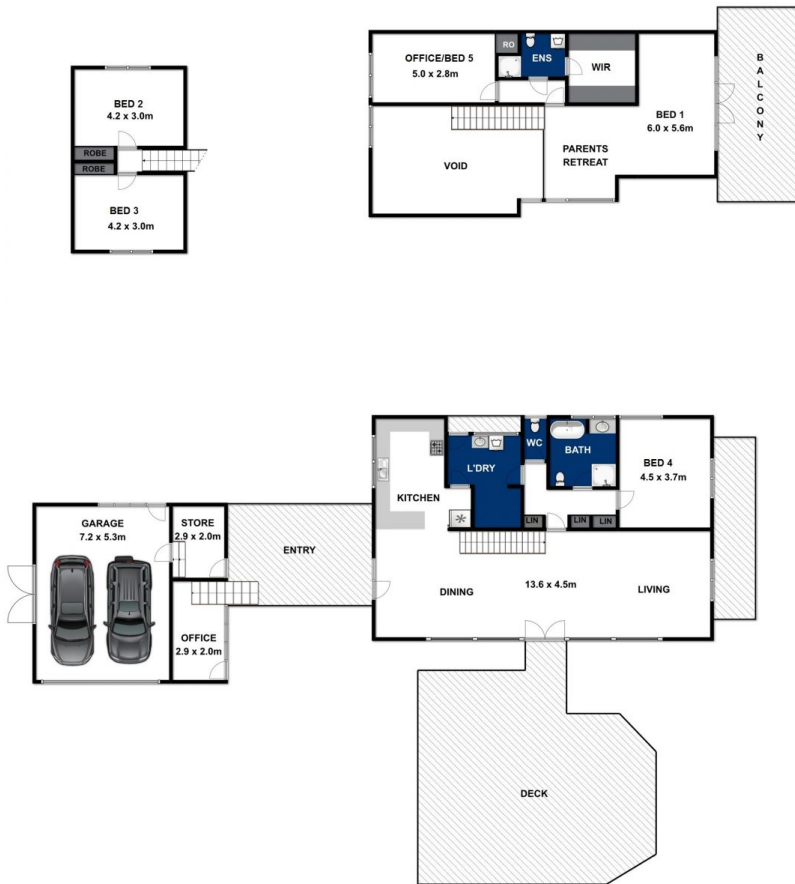 BED 2
4.2 x 3.0m
ROBE
ROBE
BED 3
4.2 x 3.0m
OFFICE/BED 5
5.0 x 2.8m
RO
ENS
WIR
BED 1
6.0 x 5.6m
PARENTS
RETREAT
VOID
BALCONY
KITCHEN
L'DRY
WC
BATH
BED 4
4.5 x 3.7m
LIN
LIN
LIN
GARAGE
7.2 x 5.3m
STORE
2.9 x 2.0m
ENTRY
OFFICE
2.9 x 2.0m
DINING
13.6 x 4.5m
LIVING
DECK